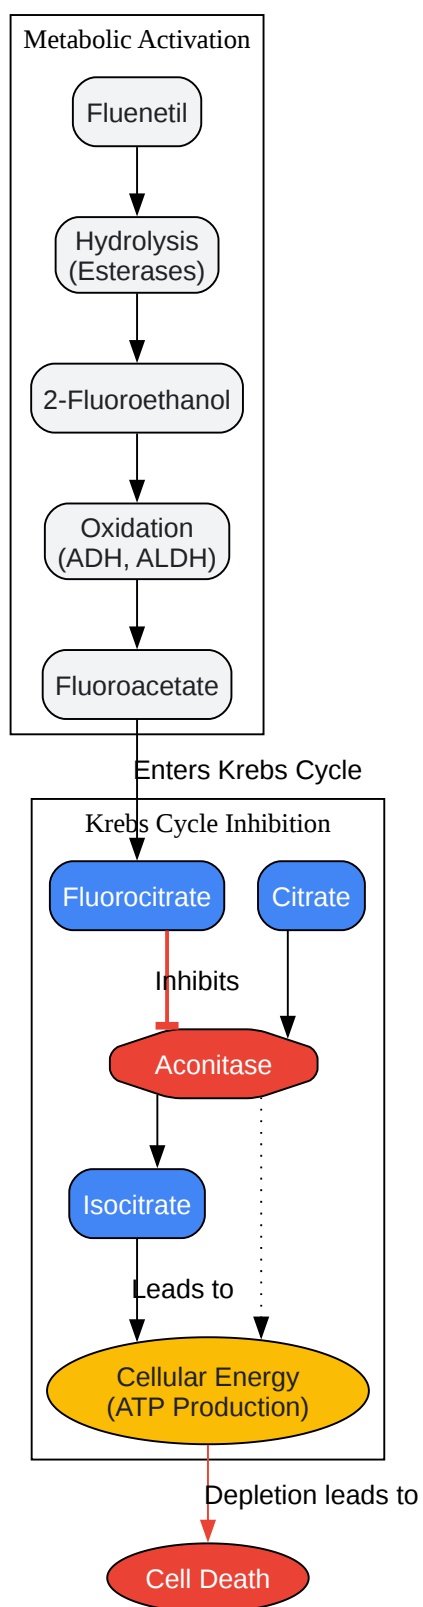 Metabolic Activation
Fluenetil
Hydrolysis
(Esterases)
2-Fluoroethanol
Oxidation
(ADH, ALDH)
Fluoroacetate
Enters Krebs Cycle
Krebs Cycle Inhibition
Fluorocitrate
Citrate
Inhibits
Aconitase
Isocitrate
Leads to
Cellular Energy
(ATP Production)
Depletion leads to
Cell Death